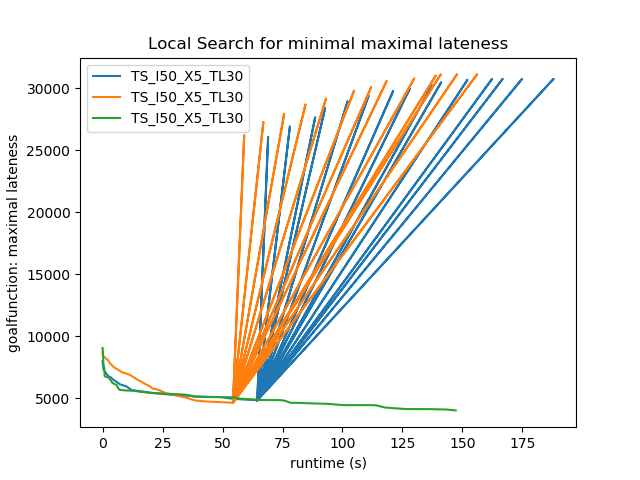 Local Search for minimal maximal lateness
TS_I50_X5_TL30
TS_I50_X5_TL30
TS_I50_X5_TL30
goalfunction: maximal lateness
30000
25000
20000
15000
10000
5000
0 25 50 75 100 125 150 175
runtime (s)